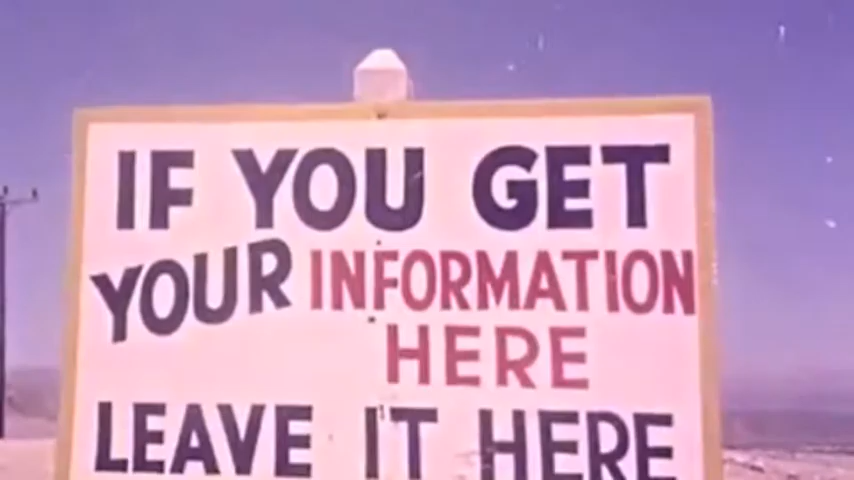 IF YOU GET
YOUR INFORMATION
HERE
LEAVE IT HERE